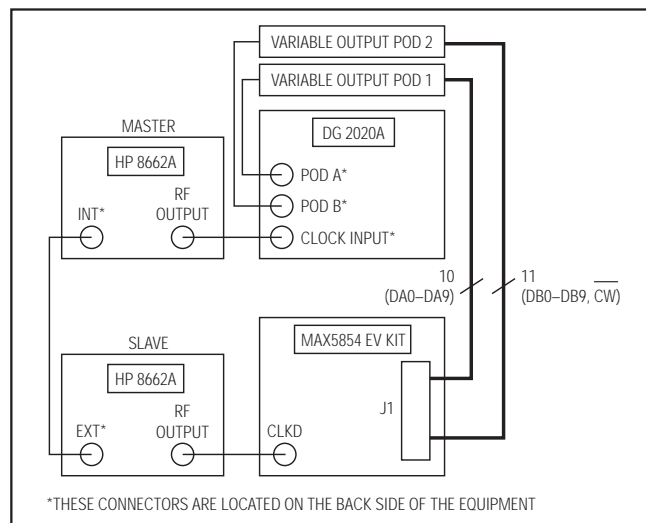 VARIABLE OUTPUT POD 2
VARIABLE OUTPUT POD 1
MASTER
HP 8662A
INT*
RF
OUTPUT
DG 2020A
POD A*
POD B*
CLOCK INPUT*
10
(DA0–DA9)
11
(DB0–DB9, CW)
SLAVE
HP 8662A
EXT*
RF
OUTPUT
MAX5854 EV KIT
J1
CLKD
*THESE CONNECTORS ARE LOCATED ON THE BACK SIDE OF THE EQUIPMENT